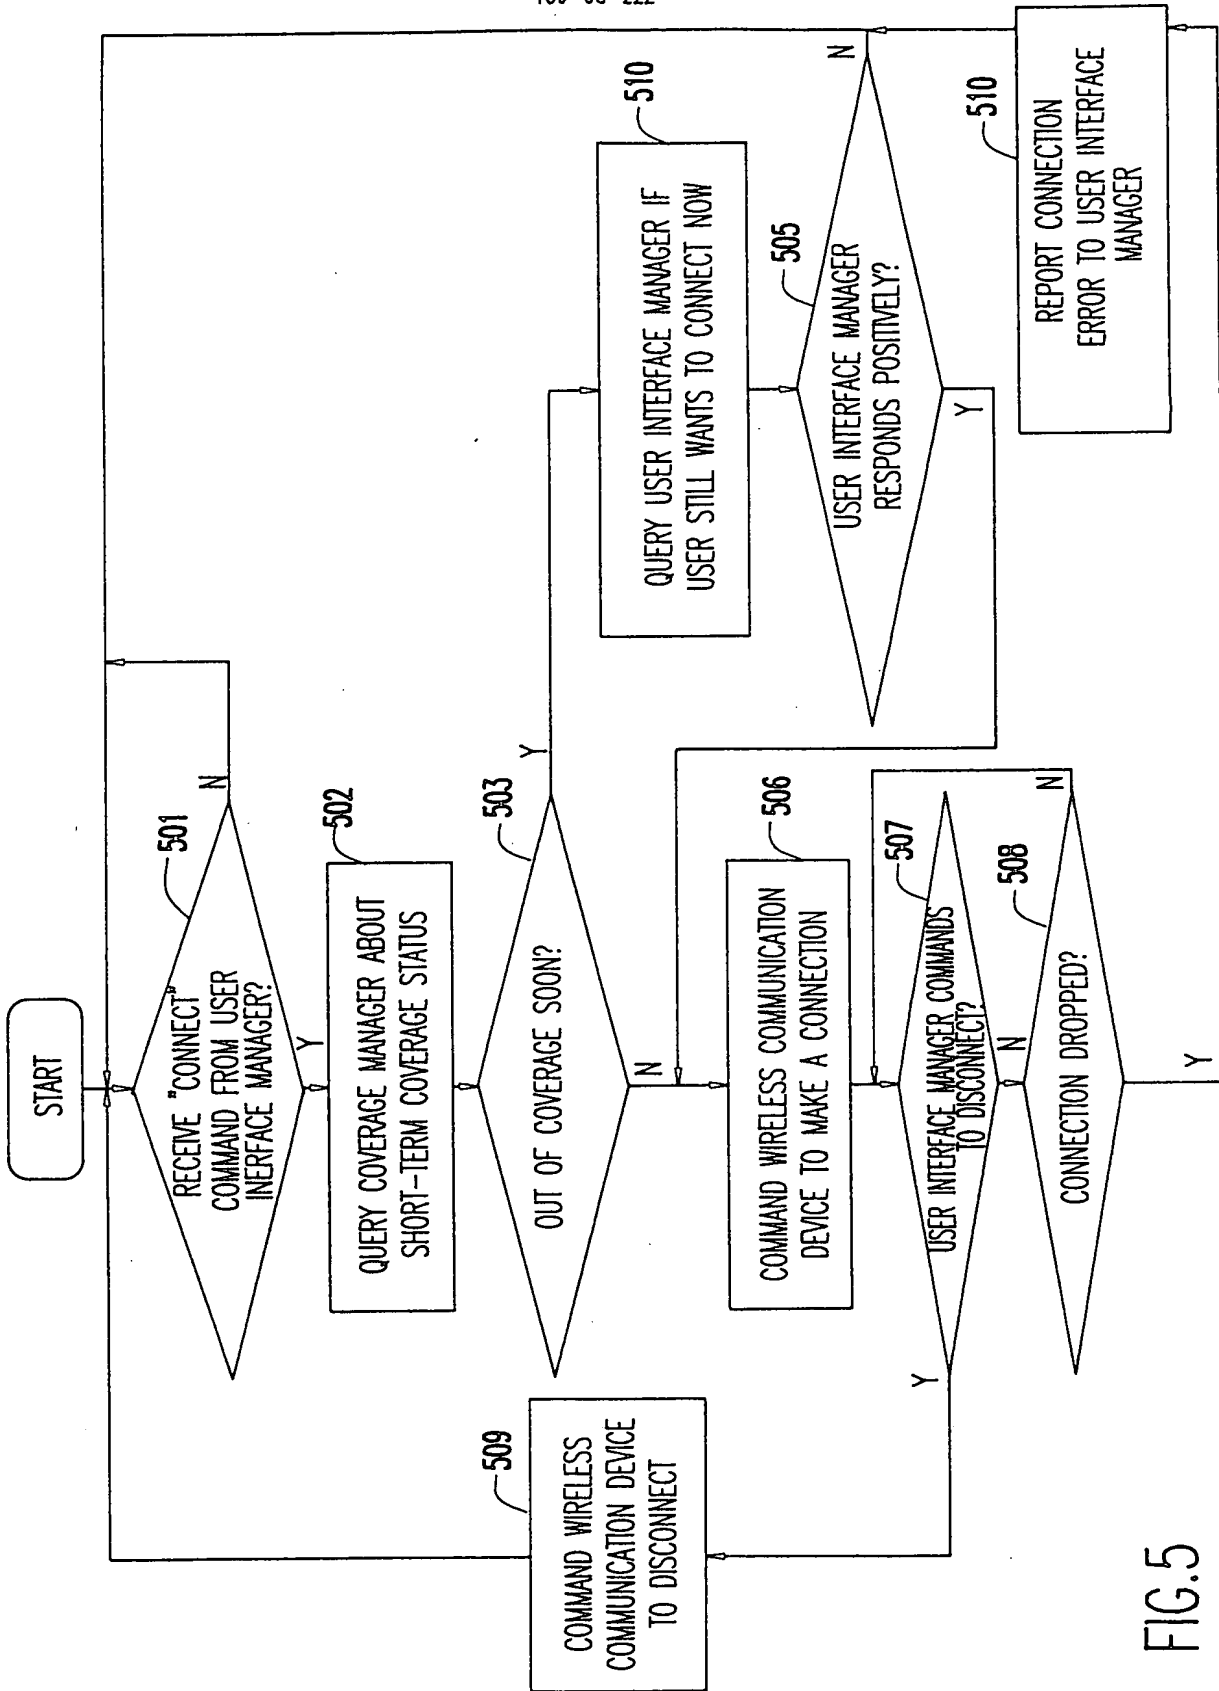 START
RECEIVE "CONNECT"
COMMAND FROM USER
INERFACE MANAGER?
501
N
Y
QUERY COVERAGE MANAGER ABOUT
SHORT-TERM COVERAGE STATUS
502
OUT OF COVERAGE SOON?
503
Y
N
QUERY USER INTERFACE MANAGER IF
USER STILL WANTS TO CONNECT NOW
510
USER INTERFACE MANAGER
RESPONDS POSITIVELY?
505
N
Y
COMMAND WIRELESS COMMUNICATION
DEVICE TO MAKE A CONNECTION
506
USER INTERFACE MANAGER COMMANDS
TO DISCONNECT?
507
Y
N
CONNECTION DROPPED?
508
N
Y
COMMAND WIRELESS
COMMUNICATION DEVICE
TO DISCONNECT
509
REPORT CONNECTION
ERROR TO USER INTERFACE
MANAGER
510
FIG.5